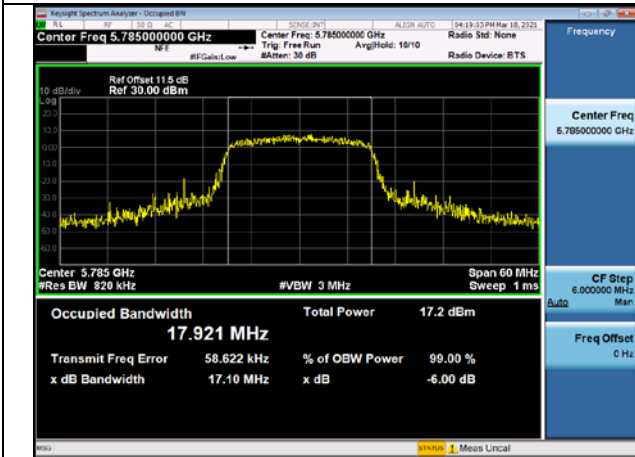 Keysight Spectrum Analyzer - Occupied BW
RL RF 50 Ω AC SENSE:INT ALIGN AUTO 04:19:03 PM Mar 10, 2021
Center Freq 5.785000000 GHz
Center Freq: 5.785000000 GHz
Radio Std: None
NFE
Trig: Free Run Avg|Hold: 10/10
#IFGain:Low #Atten: 30 dB Radio Device: BTS
Frequency
Ref Offset 11.5 dB
10 dB/div Ref 30.00 dBm
Log
20.0
10.0
0.00
10.0
20.0
30.0
40.0
50.0
60.0
Center Freq
5.785000000 GHz
Center 5.785 GHz Span 60 MHz
#Res BW 820 kHz #VBW 3 MHz Sweep 1 ms
CF Step
6.000000 MHz
Auto Man
Occupied Bandwidth Total Power 17.2 dBm
17.921 MHz
Freq Offset
0 Hz
Transmit Freq Error 58.622 kHz % of OBW Power 99.00 %
x dB Bandwidth 17.10 MHz x dB -6.00 dB
MSG STATUS Meas Uncal